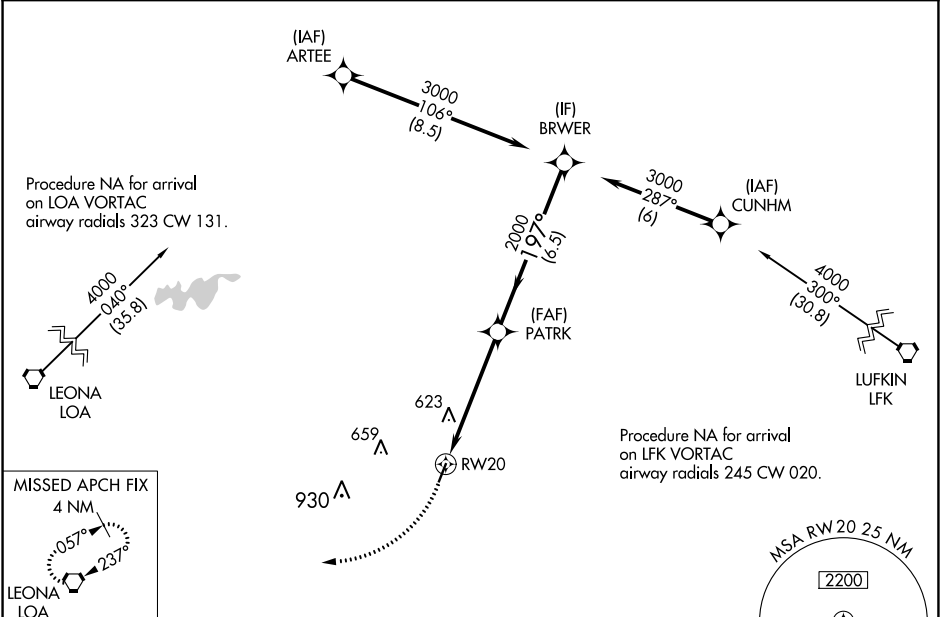 (IAF)
ARTEE
3000
106°
(8.5)
(IF)
BRWER
3000
287°
(6)
(IAF)
CUNHM
Procedure NA for arrival
on LOA VORTAC
airway radials 323 CW 131.
4000
040°
(35.8)
LEONA
LOA
2000
197°
(6.5)
(FAF)
PATRK
4000
300°
(30.8)
LUFKIN
LFK
623
659
930
RW20
Procedure NA for arrival
on LFK VORTAC
airway radials 245 CW 020.
MISSED APCH FIX
4 NM
057°
237°
LEONA
LOA
MSA RW20 25 NM
2200